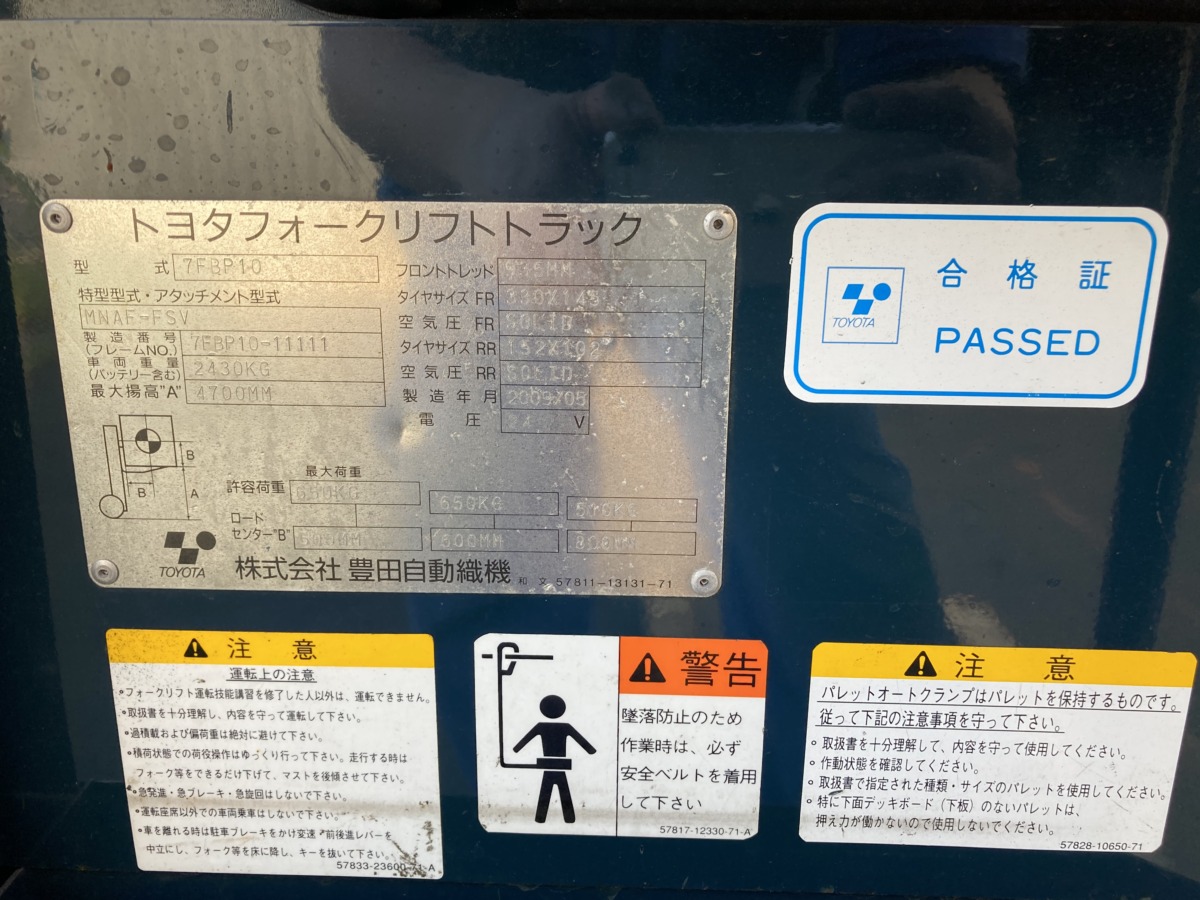 トヨタフォークリフトトラック
型　式 7FBP10
特型型式・アタッチメント型式
MNAF-FSV
製造番号
(フレームNO.) 7FBP10-11111
車両重量
(バッテリー含む) 2430KG
最大揚高"A" 4700MM
フロントトレッド
タイヤサイズ FR
空気圧 FR
タイヤサイズ RR
空気圧 RR
製造年月 2009/05
電　圧 V
B
B
A
最大荷重
許容荷重 650KG 650KG
ロード
センター"B" 600MM
TOYOTA
株式会社 豊田自動織機 和文 57811-13131-71
TOYOTA
合格証
PASSED
注意
運転上の注意
•フォークリフト運転技能講習を修了した人以外は、運転できません。
•取扱書を十分理解し、内容を守って運転して下さい。
•過積載および偏荷重は絶対に避けて下さい。
•積荷状態での荷役操作はゆっくり行って下さい。走行する時は
フォーク等をできるだけ下げて、マストを後傾させて下さい。
•急発進・急ブレーキ・急旋回はしないで下さい。
•運転座席以外での車両乗車はしないで下さい。
•車を離れる時は駐車ブレーキをかけ変速・前後進レバーを
中立にし、フォーク等を床に降し、キーを抜いて下さい。
57833-23600-71-A
警告
墜落防止のため
作業時は、必ず
安全ベルトを着用
して下さい
57817-12330-71-A
注意
パレットオートクランプはパレットを保持するものです。
従って下記の注意事項を守って下さい。
○取扱書を十分理解して、内容を守って使用してください。
○作動状態を確認してください。
○取扱書で指定された種類・サイズのパレットを使用してください。
○特に下面デッキボード（下板）のないパレットは、
押え力が働かないので使用しないでください。
57828-10650-71